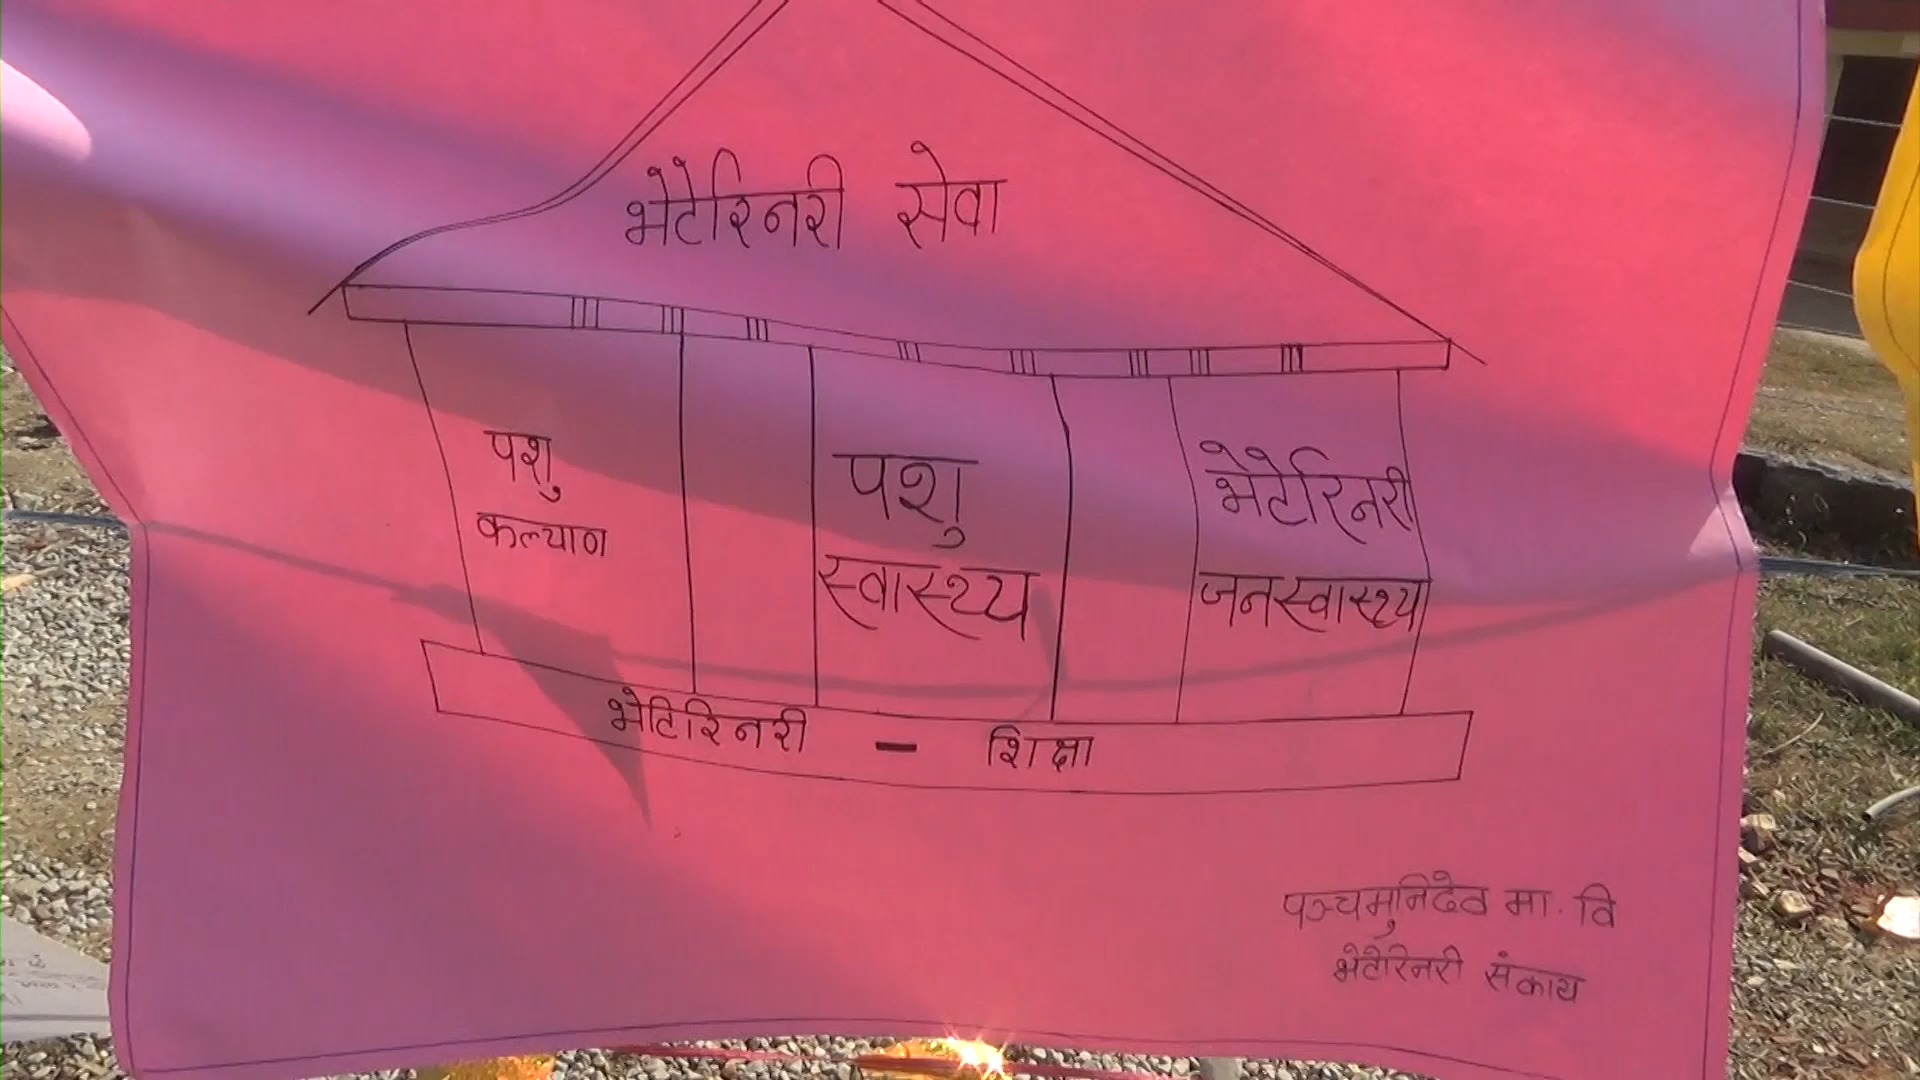 भेटेरिनरी सेवा
पशु
कल्याण
पशु
स्वास्थ्य
भेटेरिनरी
जनस्वास्थ्य
भेटिरिनरी - शिक्षा
पञ्चमुनिदेव मा. वि
भेटेरिनरी संकाय